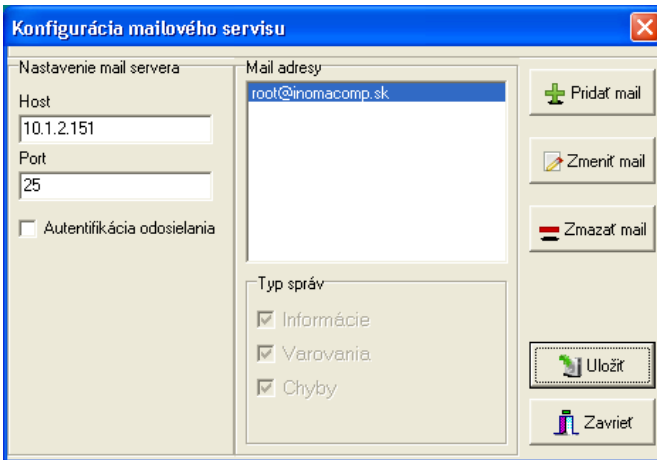 Konfigurácia mailového servisu
Nastavenie mail servera
Host
10.1.2.151
Port
25
Autentifikácia odosielania
Mail adresy
root@inomacomp.sk
Typ správ
Informácie
Varovania
Chyby
Pridať mail
Zmeniť mail
Zmazať mail
Uložiť
Zavrieť